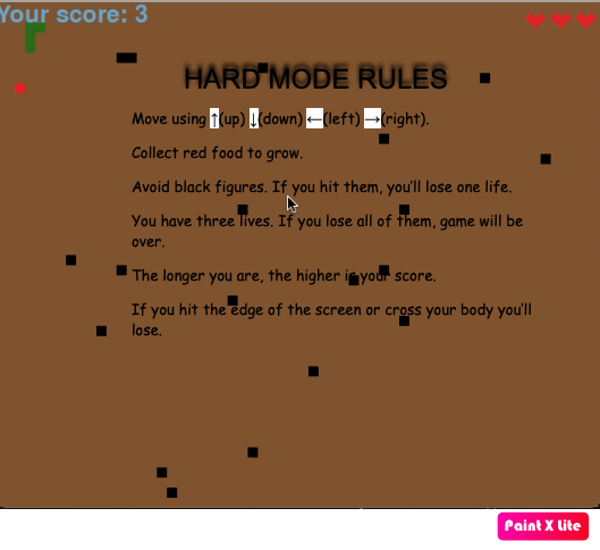 Your score: 3
HARD MODE RULES
Move using ↑(up) ↓(down) ←(left) →(right).
Collect red food to grow.
Avoid black figures. If you hit them, you'll lose one life.
You have three lives. If you lose all of them, game will be
over.
The longer you are, the higher is your score.
If you hit the edge of the screen or cross your body you'll
lose.
Paint X Lite